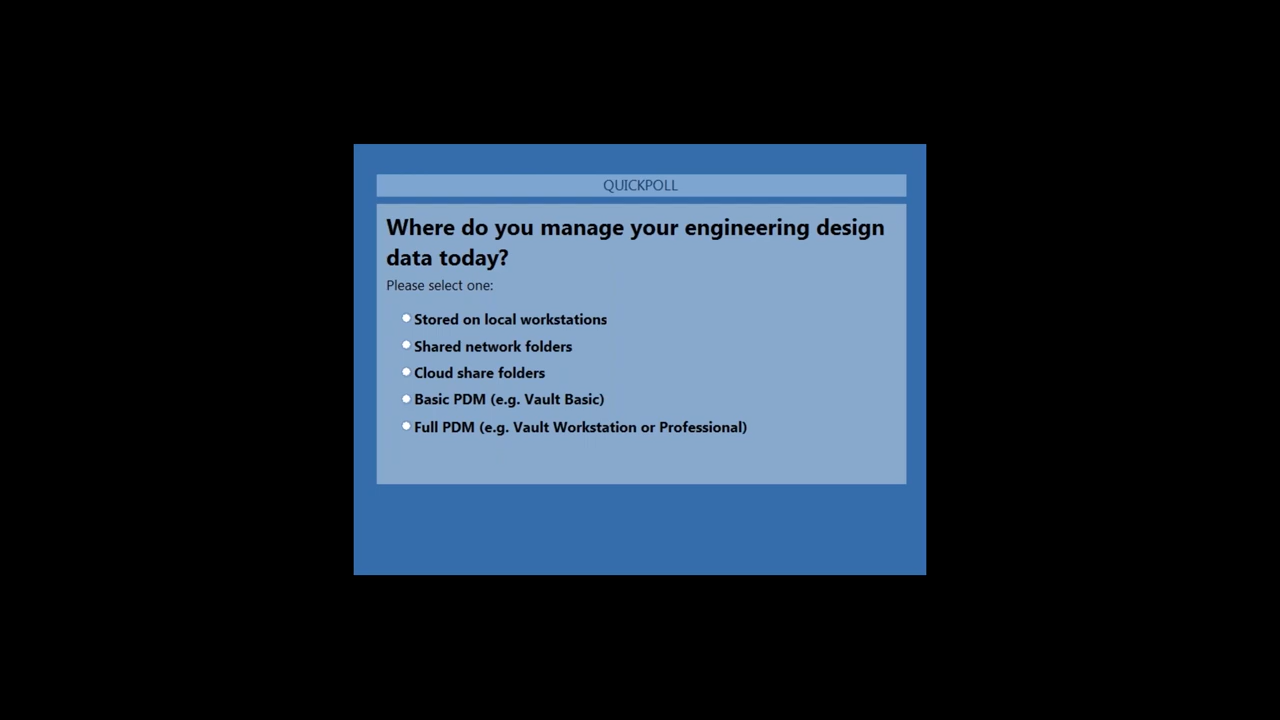 QUICKPOLL
Where do you manage your engineering design
data today?
Please select one:
Stored on local workstations
Shared network folders
Cloud share folders
Basic PDM (e.g. Vault Basic)
Full PDM (e.g. Vault Workstation or Professional)